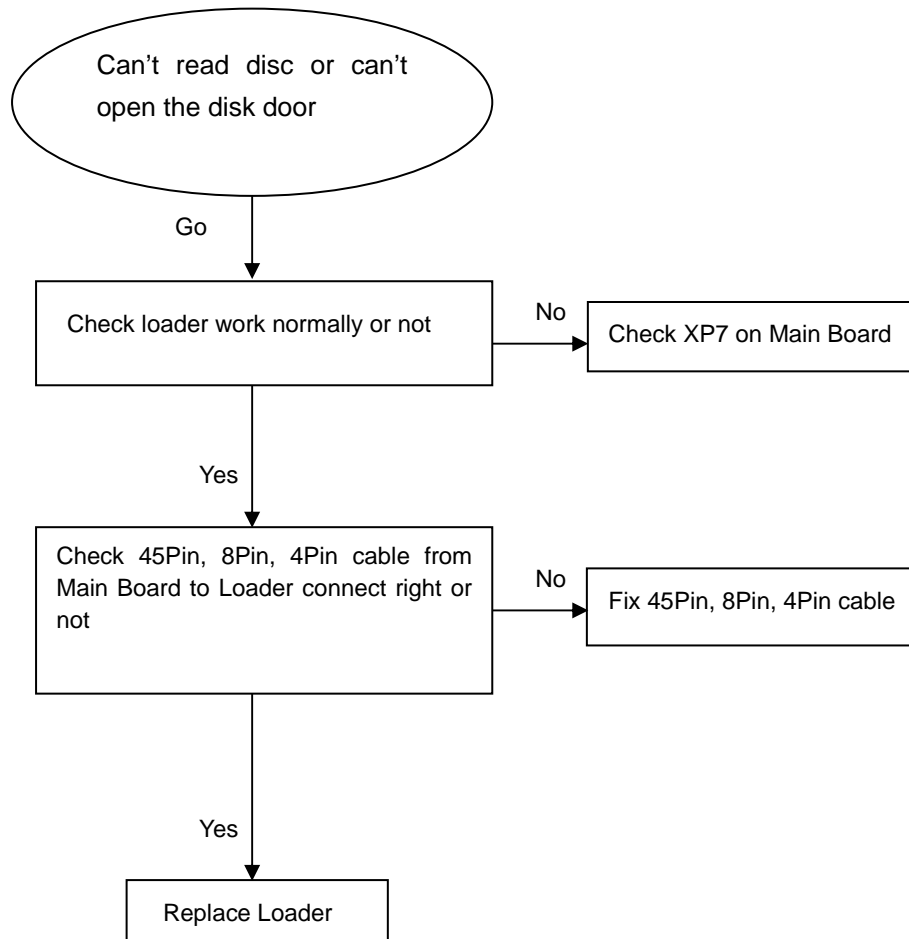 Can’t read disc or can’t
open the disk door
Go
Check loader work normally or not
No
Check XP7 on Main Board
Yes
Check 45Pin, 8Pin, 4Pin cable from
Main Board to Loader connect right or
not
No
Fix 45Pin, 8Pin, 4Pin cable
Yes
Replace Loader